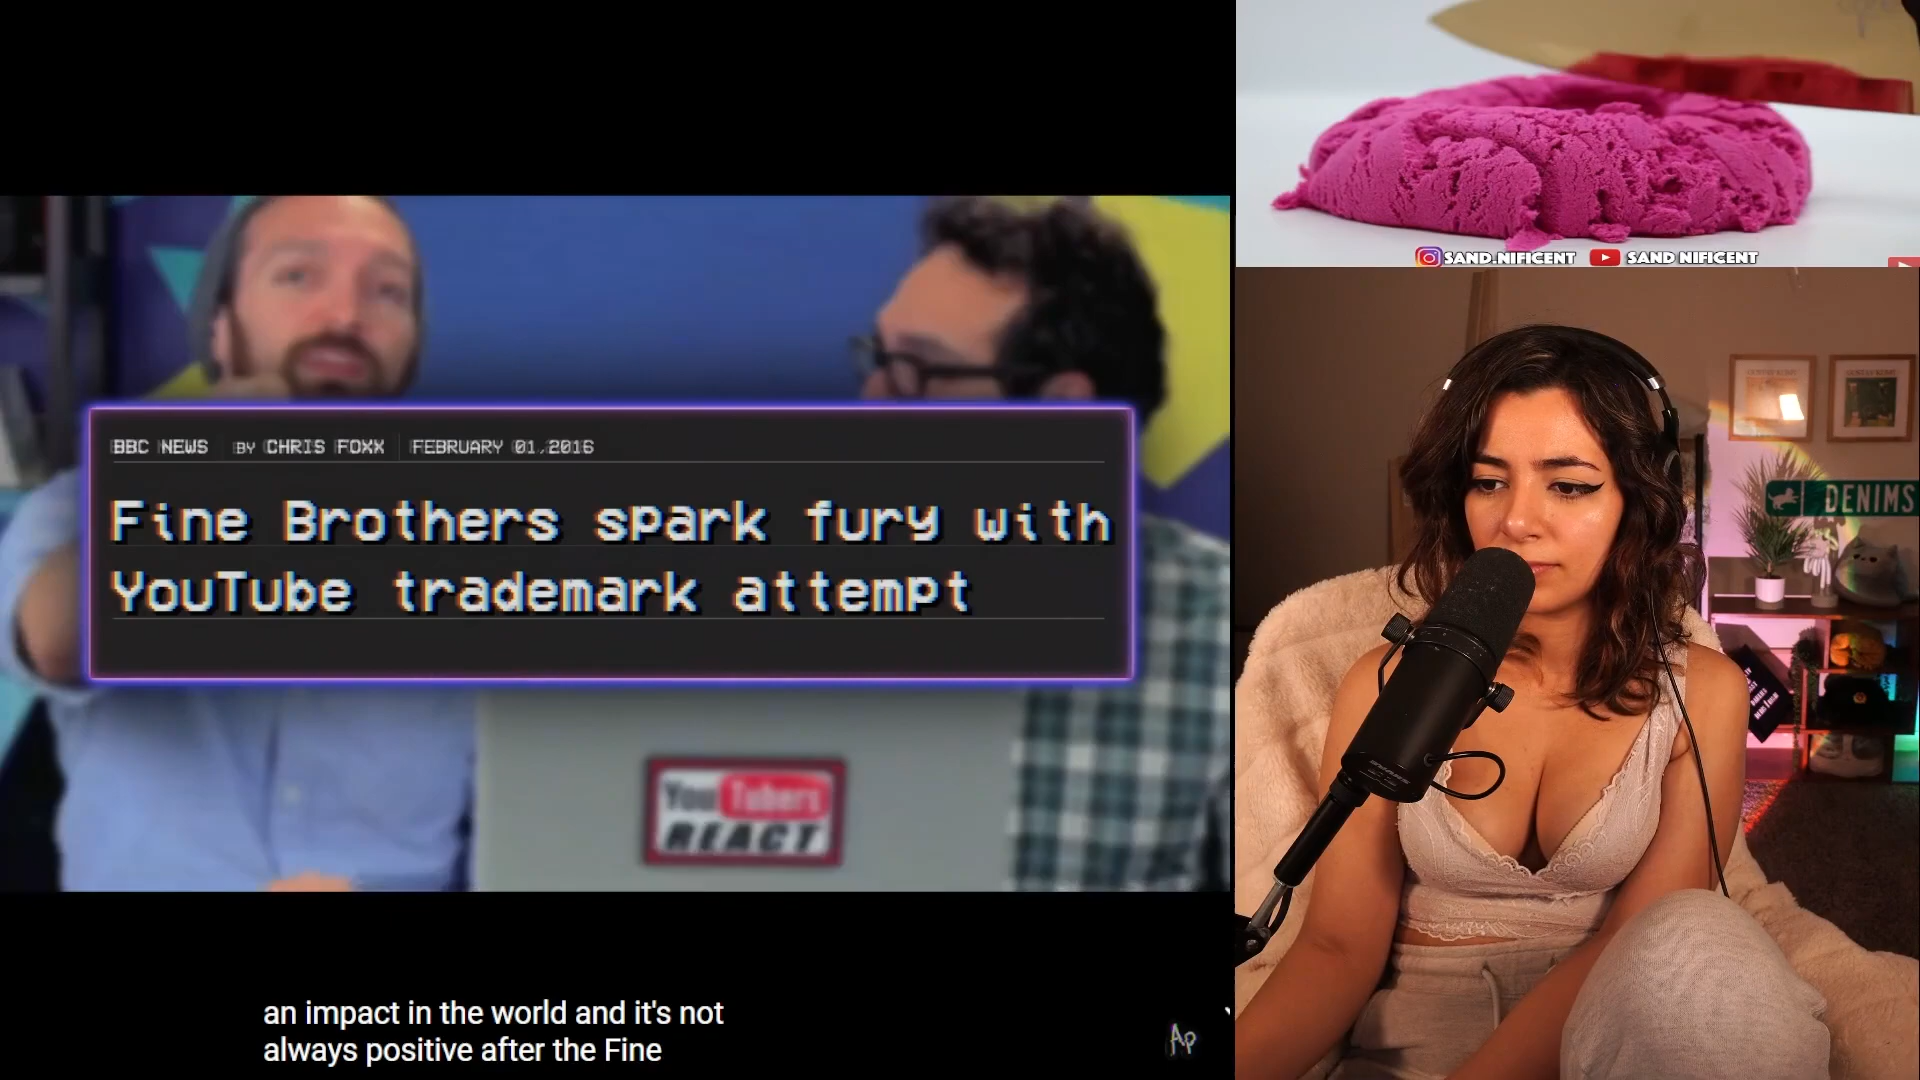 BBC NEWS BY CHRIS FOXX FEBRUARY 01,2016
Fine Brothers spark fury with
YouTube trademark attempt
YouTubers
REACT
an impact in the world and it's not
always positive after the Fine
Ap
SAND.NIFICENT SAND NIFICENT
DENIMS